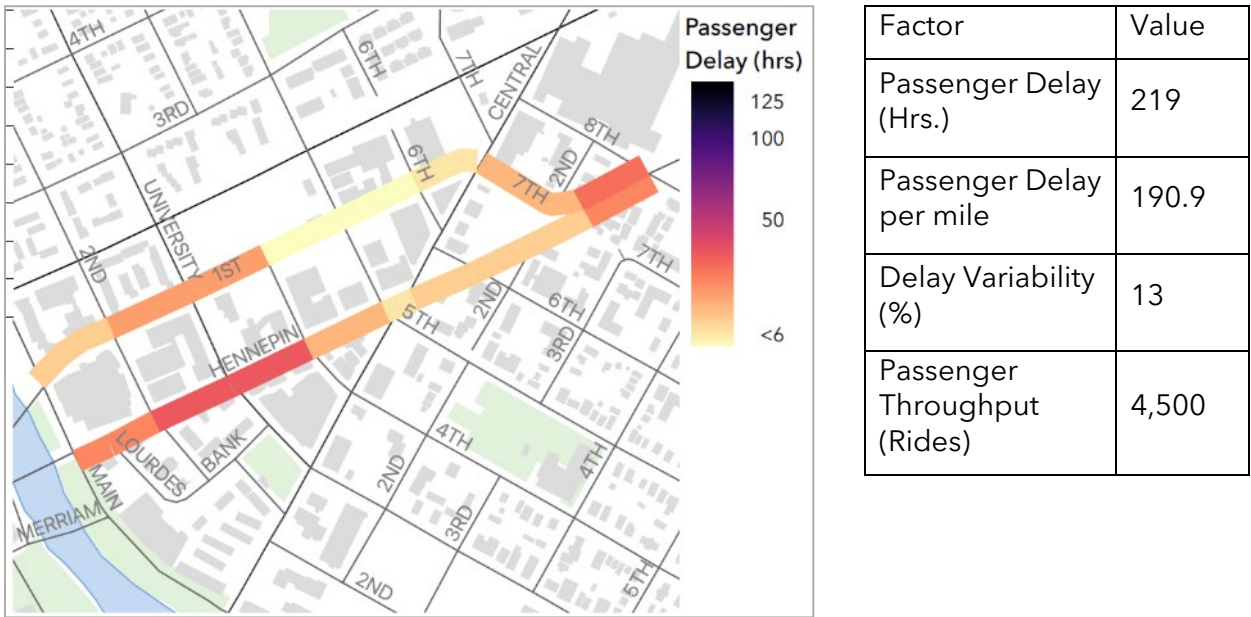 4TH
3RD
6TH
7TH
CENTRAL
8TH
2ND
7TH
6TH
UNIVERSITY
2ND
1ST
7TH
2ND
6TH
3RD
5TH
HENNEPIN
LOURDES
BANK
MAIN
MERRIAM
4TH
2ND
3RD
4TH
5TH
2ND
Passenger
Delay (hrs)
125
100
50
<6
Factor Value
Passenger Delay
(Hrs.)
219
Passenger Delay
per mile
190.9
Delay Variability
(%)
13
Passenger
Throughput
(Rides)
4,500